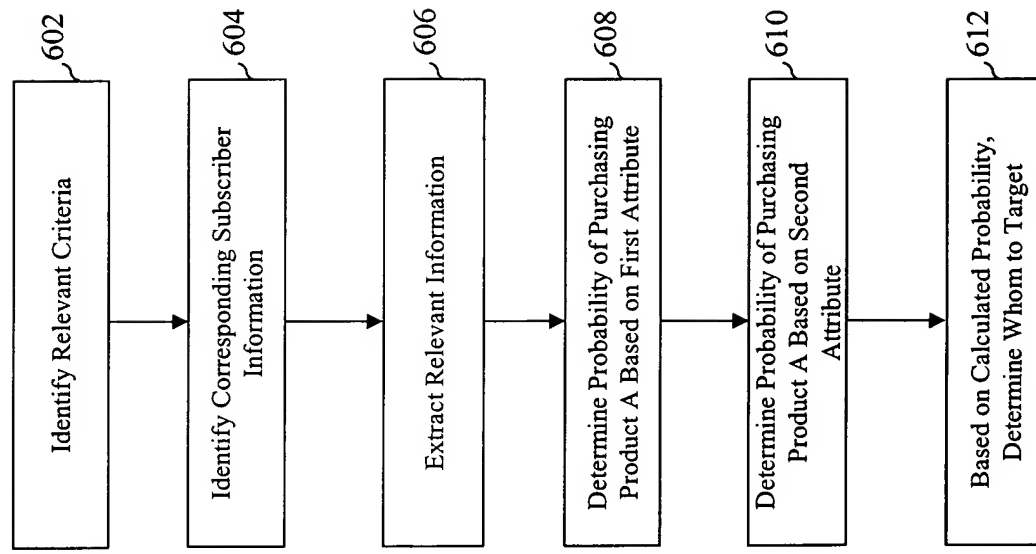 602
Identify Relevant Criteria
604
Identify Corresponding Subscriber
Information
606
Extract Relevant Information
608
Determine Probability of Purchasing
Product A Based on First Attribute
610
Determine Probability of Purchasing
Product A Based on Second
Attribute
612
Based on Calculated Probability,
Determine Whom to Target